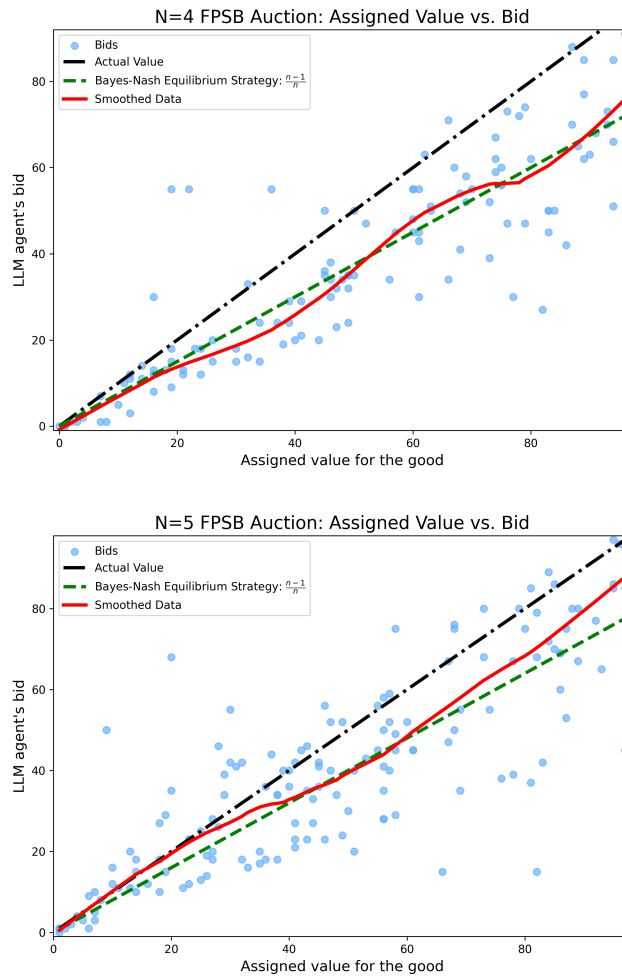 N=4 FPSB Auction: Assigned Value vs. Bid
Bids
Actual Value
Bayes-Nash Equilibrium Strategy: n−1/n
Smoothed Data
LLM agent's bid
80
60
40
20
0
0 20 40 60 80
Assigned value for the good
N=5 FPSB Auction: Assigned Value vs. Bid
Bids
Actual Value
Bayes-Nash Equilibrium Strategy: n−1/n
Smoothed Data
LLM agent's bid
80
60
40
20
0
0 20 40 60 80
Assigned value for the good